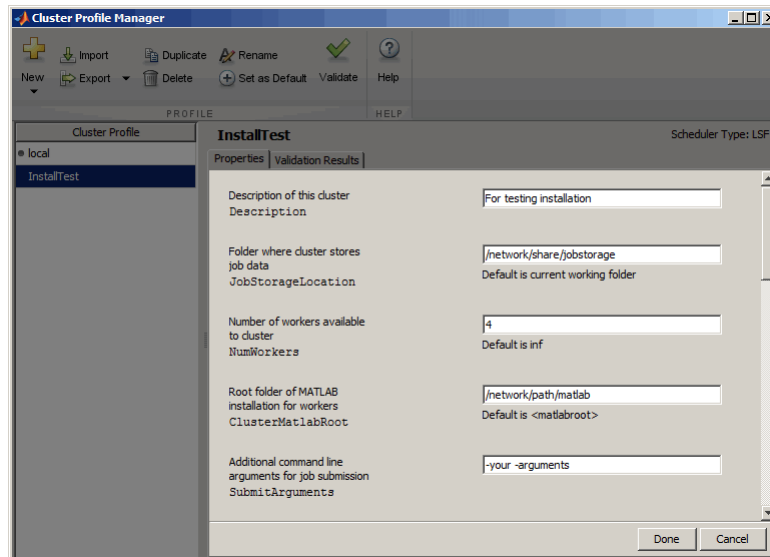 Cluster Profile Manager
Import
Duplicate
Rename
New
Export
Delete
Set as Default
Validate
Help
PROFILE
HELP
Cluster Profile
local
InstallTest
InstallTest
Scheduler Type: LSF
Properties
Validation Results
Description of this cluster
Description
For testing installation
Folder where cluster stores
job data
JobStorageLocation
/network/share/jobstorage
Default is current working folder
Number of workers available
to cluster
NumWorkers
4
Default is inf
Root folder of MATLAB
installation for workers
ClusterMatlabRoot
/network/path/matlab
Default is <matlabroot>
Additional command line
arguments for job submission
SubmitArguments
-your -arguments
Done
Cancel